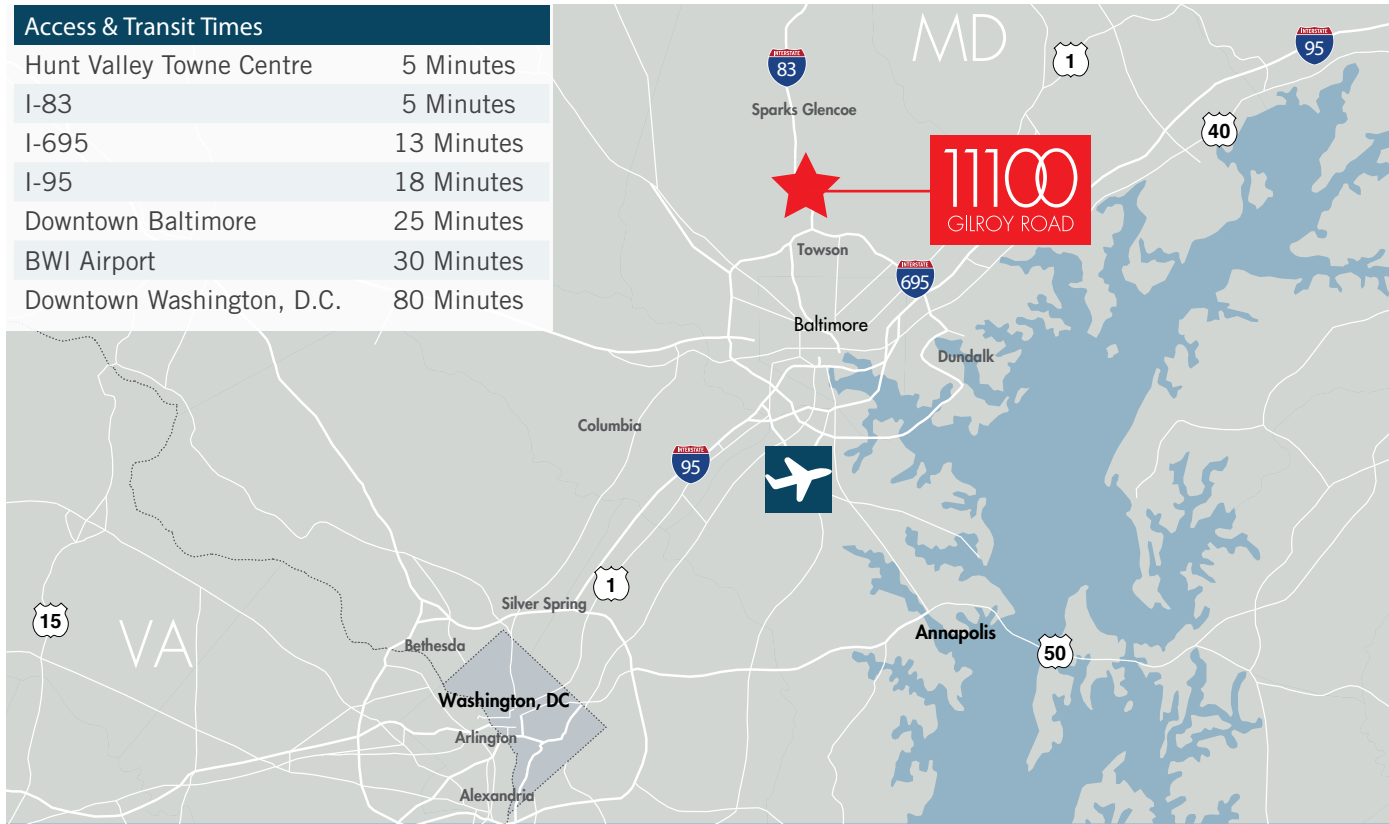 Access & Transit Times
Hunt Valley Towne Centre 5 Minutes
I-83 5 Minutes
I-695 13 Minutes
I-95 18 Minutes
Downtown Baltimore 25 Minutes
BWI Airport 30 Minutes
Downtown Washington, D.C. 80 Minutes
MD
INTERSTATE
83
1
INTERSTATE
95
Sparks Glencoe
40
11100
GILROY ROAD
Towson
INTERSTATE
695
Baltimore
Dundalk
Columbia
INTERSTATE
95
1
Silver Spring
15
VA
Bethesda
Annapolis
50
Washington, DC
Arlington
Alexandria